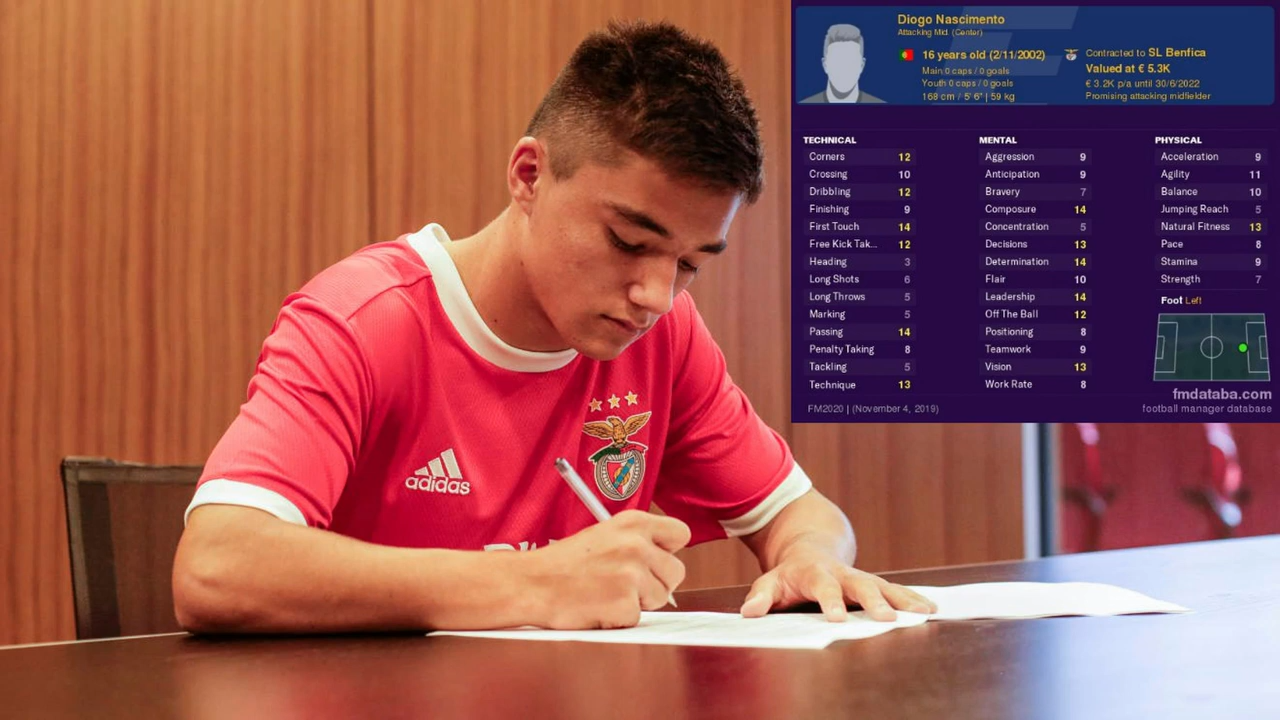 Diogo Nascimento
Attacking Mid. (Center)
16 years old (2/11/2002)
Main 0 caps / 0 goals
Youth 0 caps / 0 goals
168 cm / 5' 6" | 59 kg
Contracted to SL Benfica
Valued at € 5.3K
€ 3.2K p/a until 30/6/2022
Promising attacking midfielder
TECHNICAL
Corners 12
Crossing 10
Dribbling 12
Finishing 9
First Touch 14
Free Kick Tak... 12
Heading 3
Long Shots 6
Long Throws 5
Marking 5
Passing 14
Penalty Taking 8
Tackling 5
Technique 13
MENTAL
Aggression 9
Anticipation 9
Bravery 7
Composure 14
Concentration 5
Decisions 13
Determination 14
Flair 10
Leadership 14
Off The Ball 12
Positioning 8
Teamwork 9
Vision 13
Work Rate 8
PHYSICAL
Acceleration 9
Agility 11
Balance 10
Jumping Reach 5
Natural Fitness 13
Pace 8
Stamina 9
Strength 7
Foot Left
fmdataba.com
football manager database
FM2020 | (November 4, 2019)
adidas